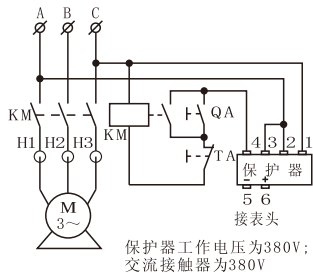 A B C
KM
H1 H2 H3
KM
QA
TA
4 3 2 1
保护器
- +
5 6
接表头
M
3～
保护器工作电压为380V;
交流接触器为380V